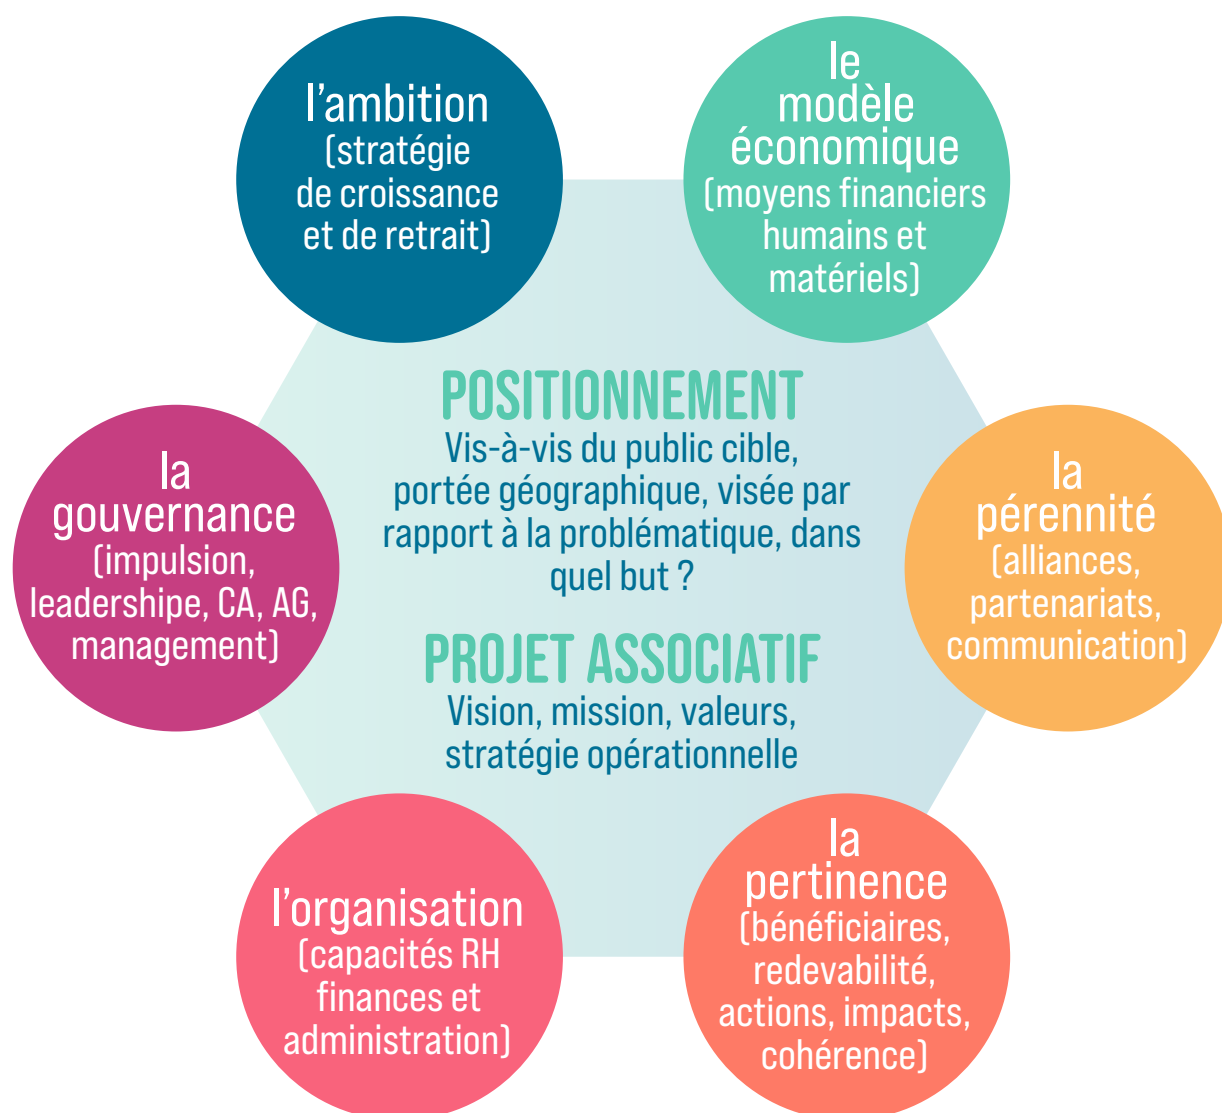 l'ambition
(stratégie
de croissance
et de retrait)
le
modèle
économique
(moyens financiers
humains et
matériels)
la
gouvernance
(impulsion,
leadershipe, CA, AG,
management)
POSITIONNEMENT
Vis-à-vis du public cible,
portée géographique, visée par
rapport à la problématique, dans
quel but ?
PROJET ASSOCIATIF
Vision, mission, valeurs,
stratégie opérationnelle
la
pérennité
(alliances,
partenariats,
communication)
l'organisation
(capacités RH
finances et
administration)
la
pertinence
(bénéficiaires,
redevabilité,
actions, impacts,
cohérence)